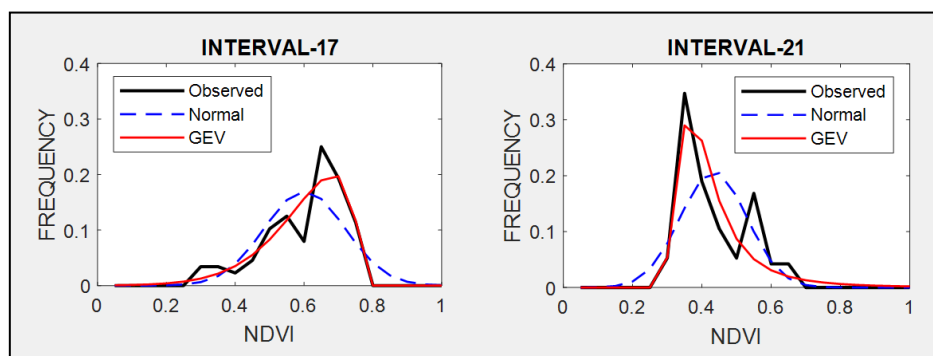 INTERVAL-17
0.4
0.3
0.2
0.1
0
FREQUENCY
Observed
Normal
GEV
0 0.2 0.4 0.6 0.8 1
NDVI
INTERVAL-21
0.4
0.3
0.2
0.1
0
FREQUENCY
Observed
Normal
GEV
0 0.2 0.4 0.6 0.8 1
NDVI